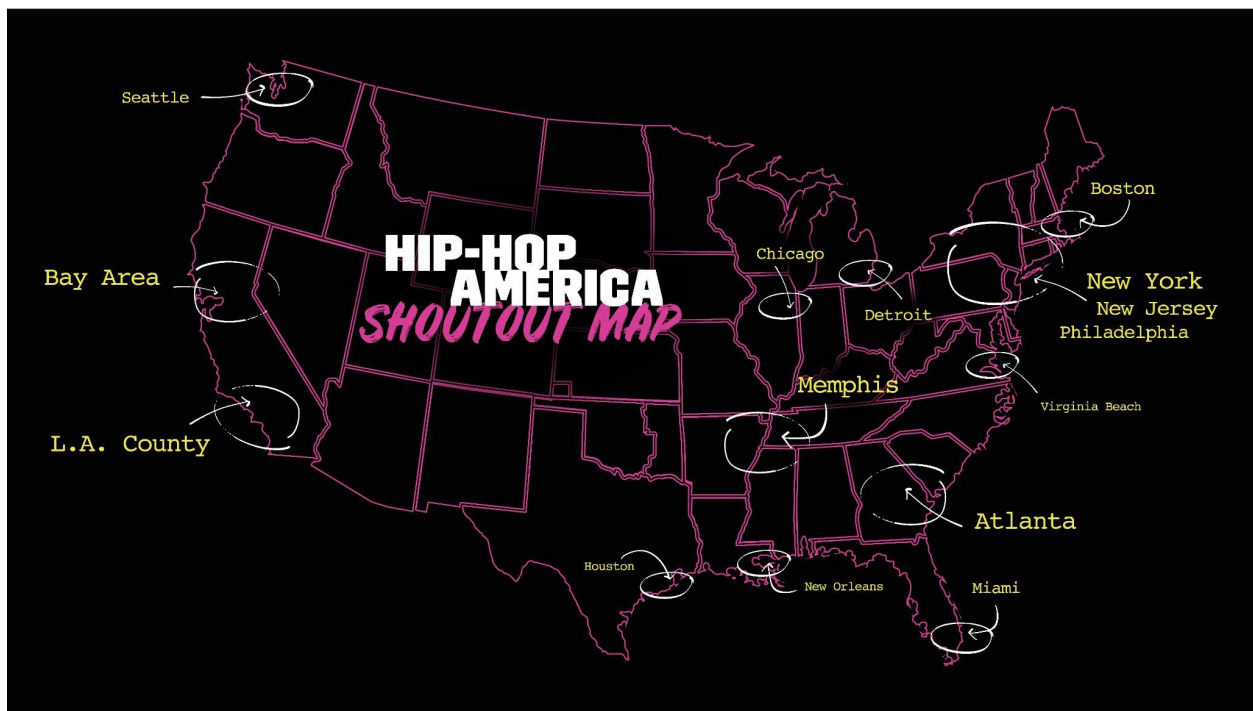 Seattle
Boston
HIP-HOP
AMERICA
SHOUTOUT MAP
Chicago
Bay Area
New York
New Jersey
Philadelphia
Detroit
Memphis
Virginia Beach
L.A. County
Atlanta
Houston
New Orleans
Miami